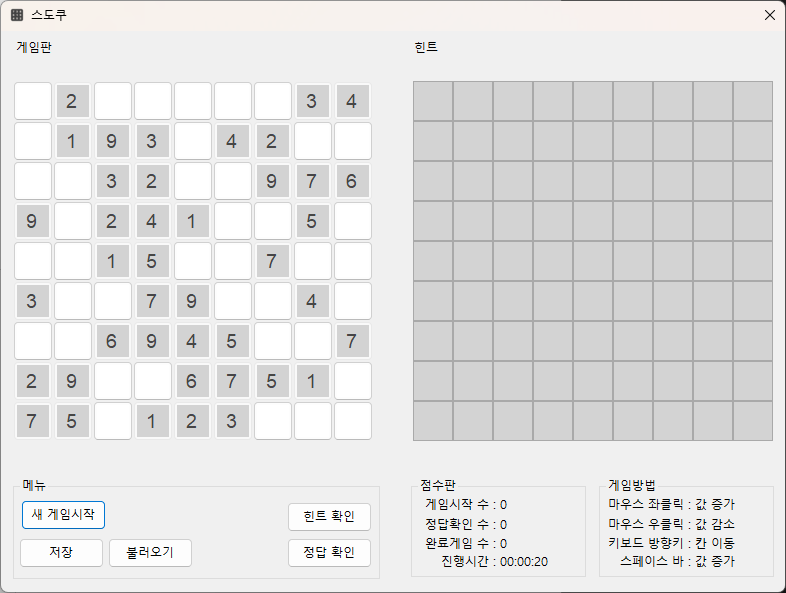 스도쿠
게임판
힌트
2 3 4
1 9 3 4 2
3 2 9 7 6
9 2 4 1 5
1 5 7
3 7 9 4
6 9 4 5 7
2 9 6 7 5 1
7 5 1 2 3
메뉴
새 게임시작
힌트 확인
저장
불러오기
정답 확인
점수판
게임시작 수 : 0
정답확인 수 : 0
완료게임 수 : 0
진행시간 : 00:00:20
게임방법
마우스 좌클릭 : 값 증가
마우스 우클릭 : 값 감소
키보드 방향키 : 칸 이동
스페이스 바 : 값 증가